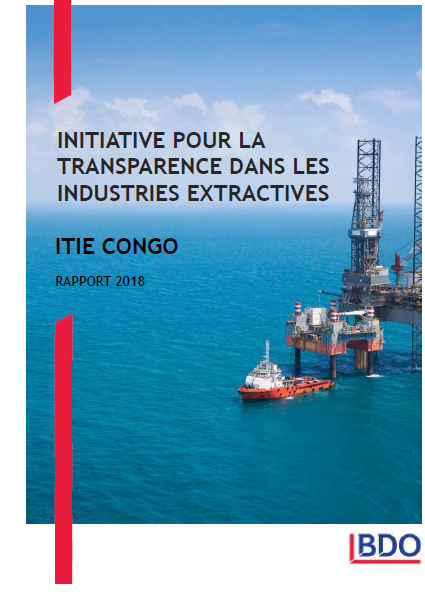 INITIATIVE POUR LA
TRANSPARENCE DANS LES
INDUSTRIES EXTRACTIVES
ITIE CONGO
RAPPORT 2018
BDO